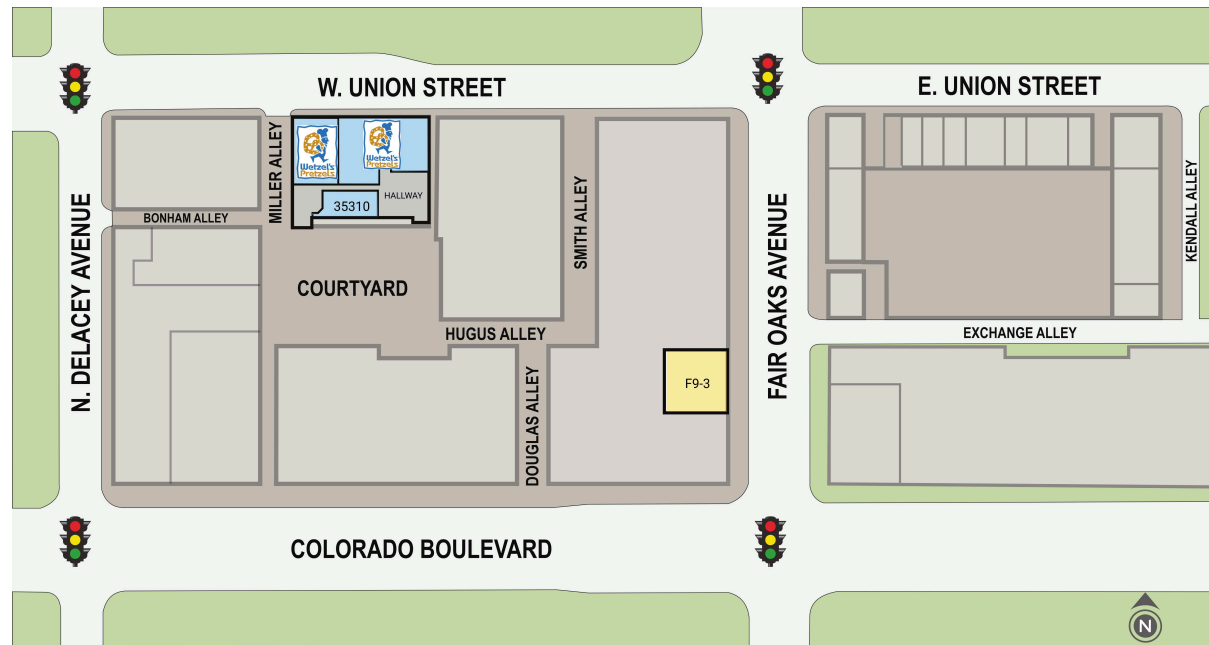 W. UNION STREET
E. UNION STREET
MILLER ALLEY
Wetzel's
Pretzels
Wetzel's
Pretzels
HALLWAY
35310
BONHAM ALLEY
SMITH ALLEY
KENDALL ALLEY
N. DELACEY AVENUE
FAIR OAKS AVENUE
COURTYARD
HUGUS ALLEY
EXCHANGE ALLEY
DOUGLAS ALLEY
F9-3
COLORADO BOULEVARD
N